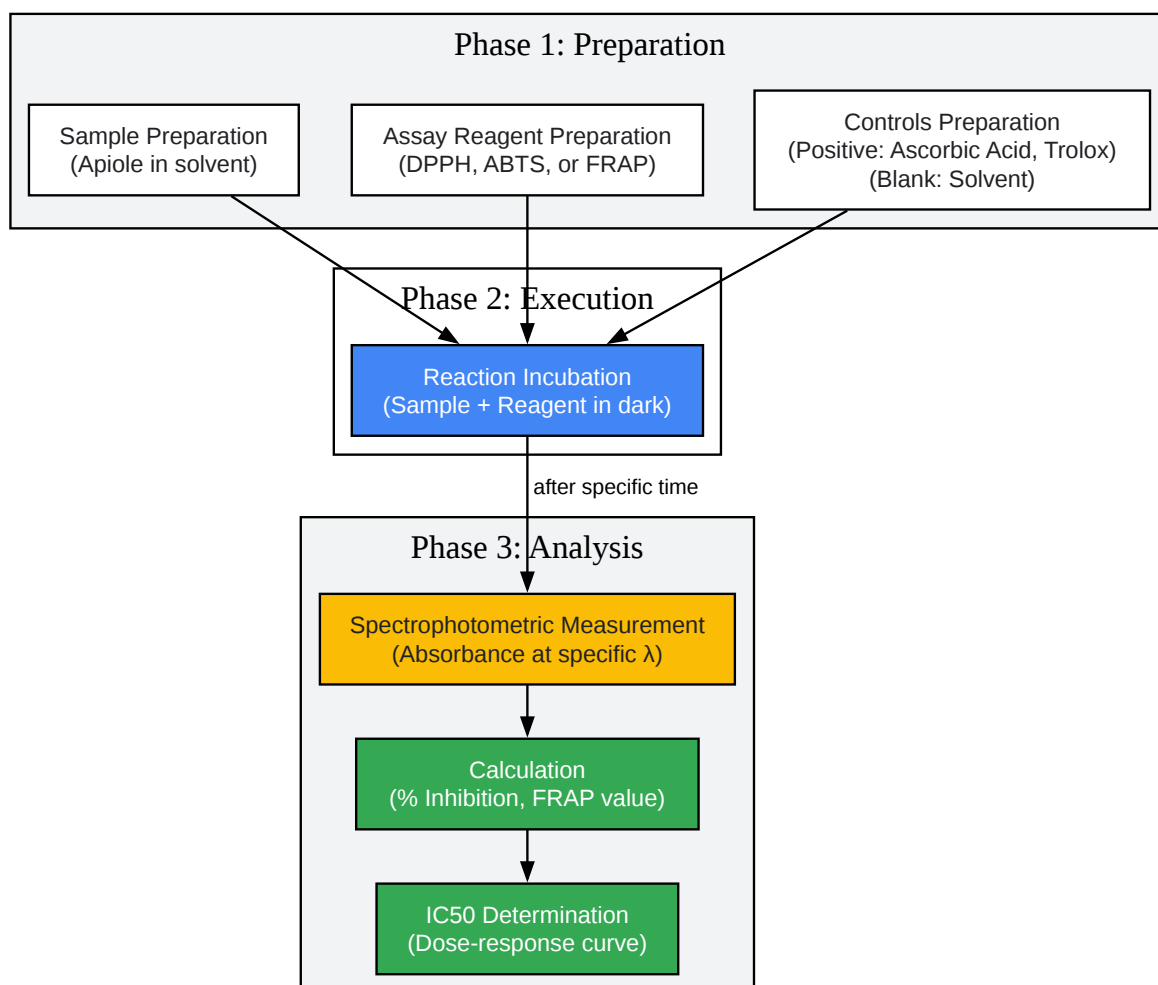 Phase 1: Preparation
Sample Preparation
(Apiole in solvent)
Assay Reagent Preparation
(DPPH, ABTS, or FRAP)
Controls Preparation
(Positive: Ascorbic Acid, Trolox)
(Blank: Solvent)
Phase 2: Execution
Reaction Incubation
(Sample + Reagent in dark)
after specific time
Phase 3: Analysis
Spectrophotometric Measurement
(Absorbance at specific λ)
Calculation
(% Inhibition, FRAP value)
IC50 Determination
(Dose-response curve)